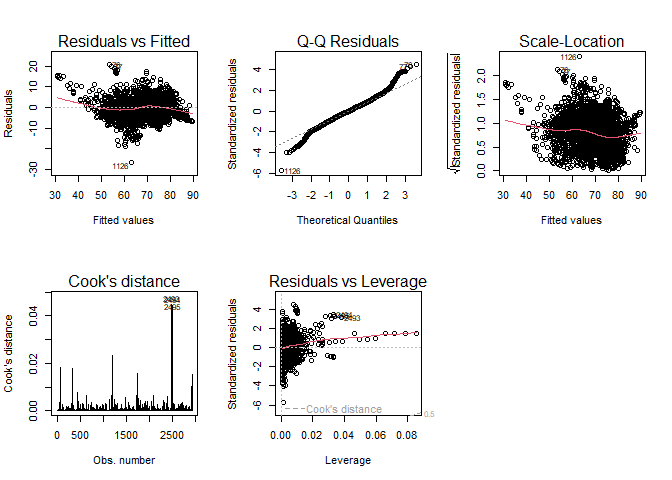 Residuals vs Fitted
Residuals
20
10
0
-10
-30
1126
30 40 50 60 70 80 90
Fitted values
Q-Q Residuals
Standardized residuals
4
2
0
-2
-4
-6
1126
-3 -2 -1 0 1 2 3
Theoretical Quantiles
Scale-Location
√|Standardized residuals|
2.0
1.5
1.0
0.5
0.0
1126
30 40 50 60 70 80 90
Fitted values
Cook's distance
Cook's distance
0.04
0.02
0.00
2495
0 500 1500 2500
Obs. number
Residuals vs Leverage
Standardized residuals
4
2
0
-2
-4
-6
2494
2493
Cook's distance
0.5
0.00 0.02 0.04 0.06 0.08
Leverage